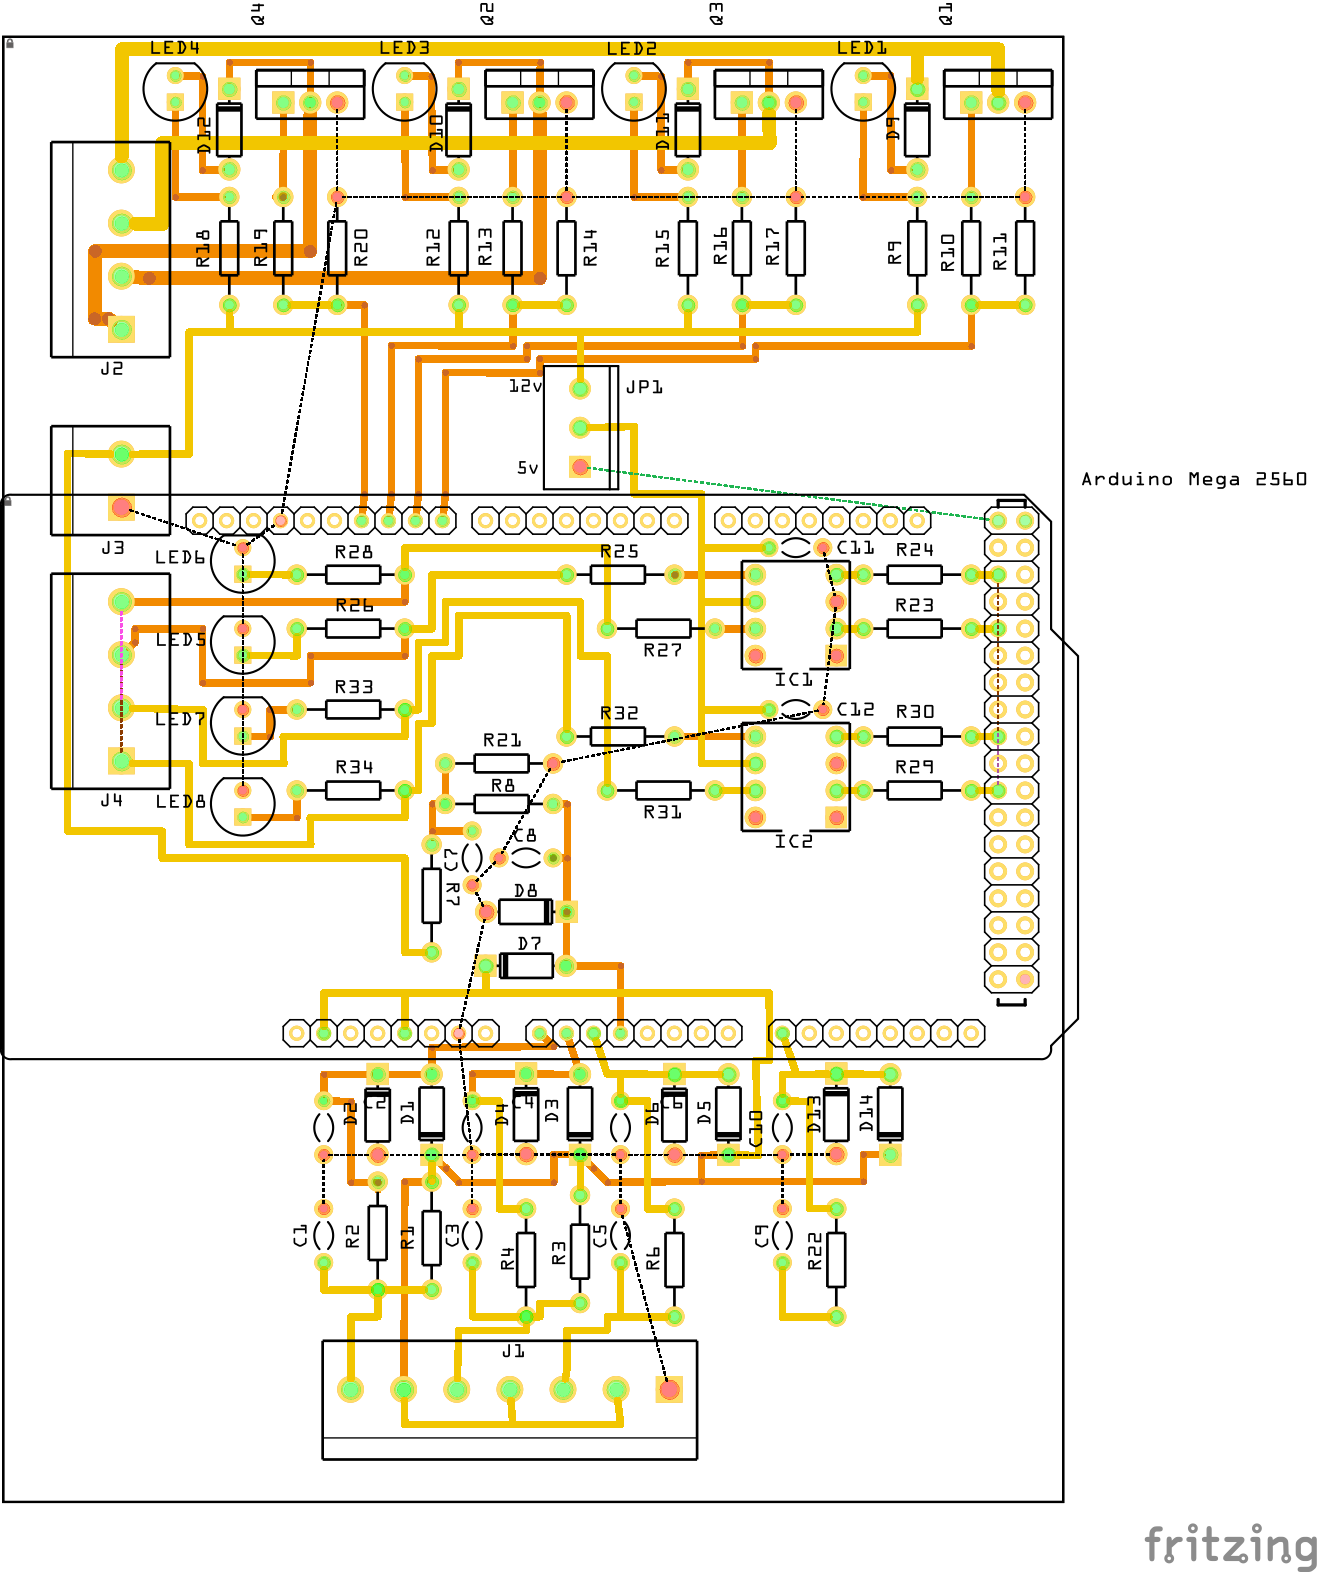 Q4 Q2 Q3 Q1
LED4 LED3 LED2 LED1
D12 D10 D11 D9
R18 R19 R20 R12 R13 R14 R15 R16 R17 R9 R10 R11
J2
12v JP1
5v
Arduino Mega 2560
J3
LED6 R28 R25 C11 R24
R26 R23
LED5 R27
IC1
R33
LED7 R32 C12 R30
R21
R34 R8 R29
J4 LED8 R31
C8 IC2
C7
R7 D8
D7
D2 C2 D1 D4 C4 D3 D6 C6 D5 C10 D13 D14
C1 R2 R1 C3 R4 R3 C5 R6 C9 R22
J1
fritzing